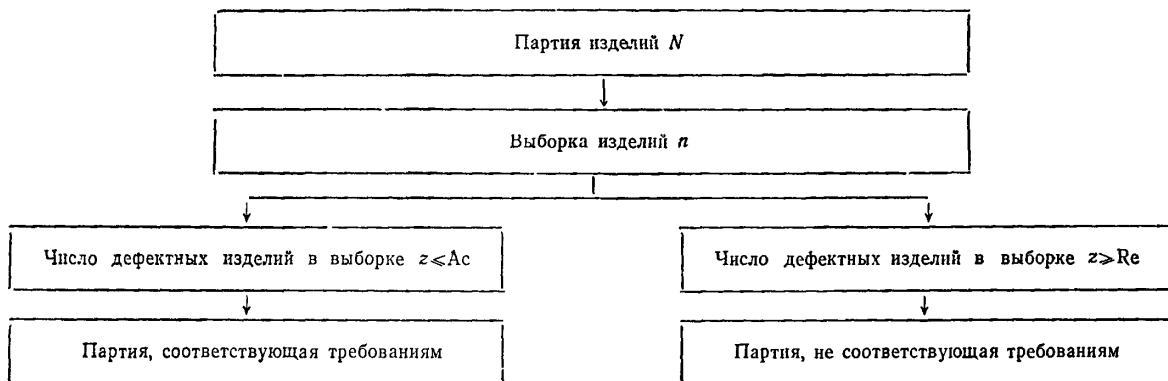 Партия изделий N
Выборка изделий n
Число дефектных изделий в выборке z⩽Ac
Число дефектных изделий в выборке z⩾Re
Партия, соответствующая требованиям
Партия, не соответствующая требованиям